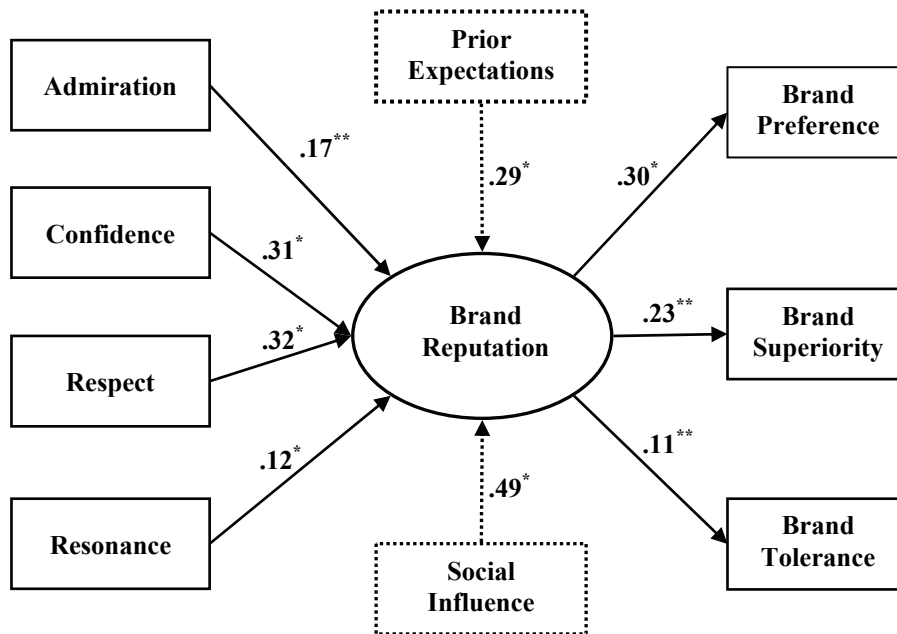 Prior
Expectations
Admiration
Brand
Preference
.17**
.29*
.30*
Confidence
.31*
Brand
Reputation
.23**
Brand
Superiority
.32*
Respect
.12*
.11**
.49*
Resonance
Brand
Tolerance
Social
Influence